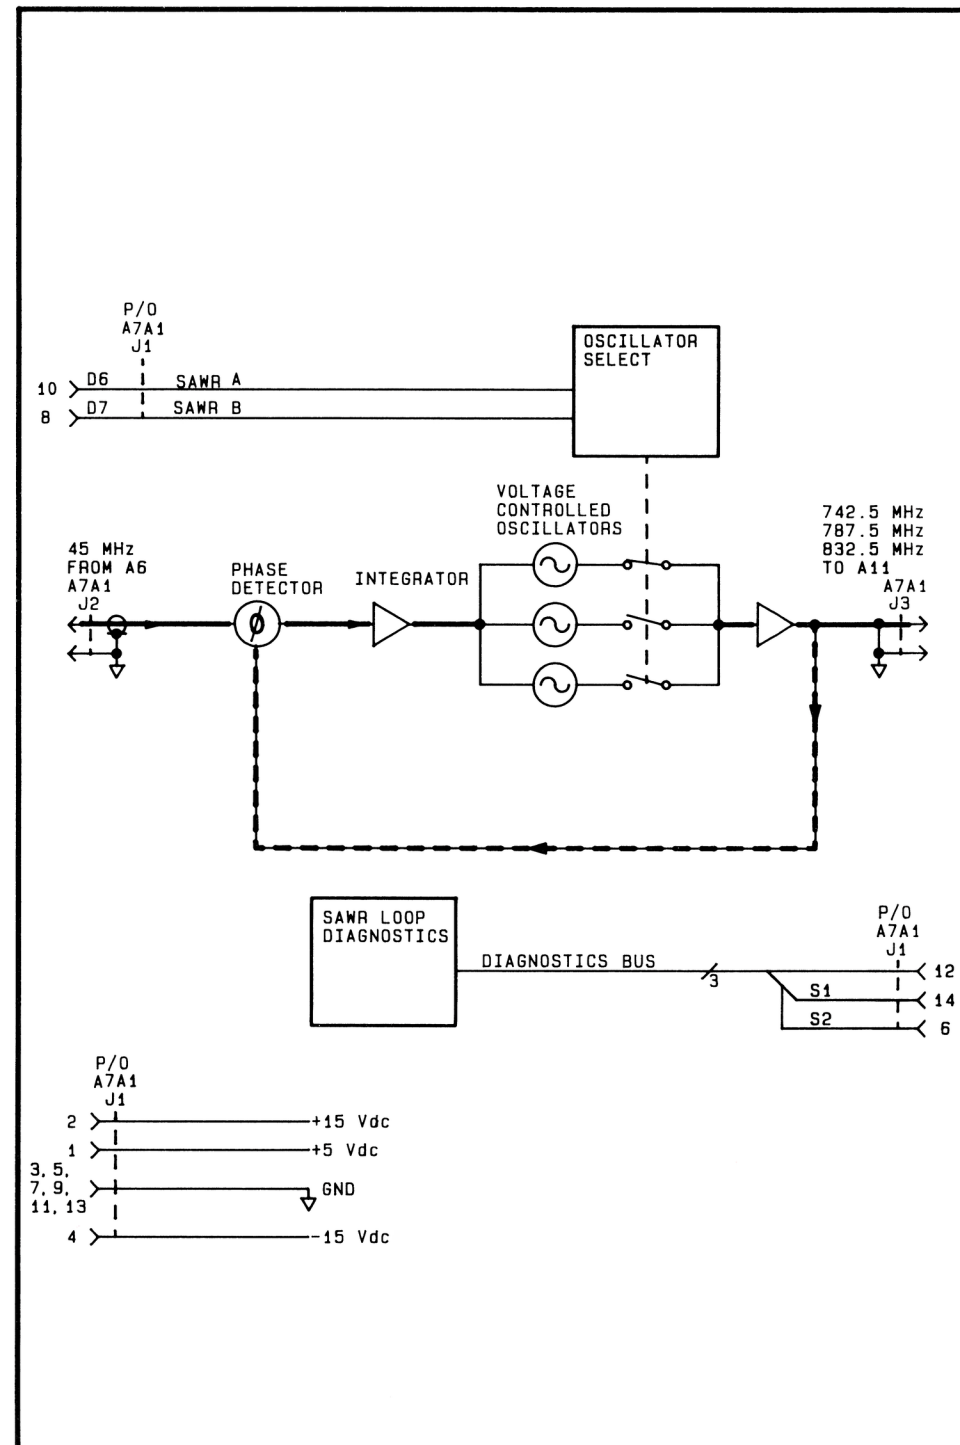 P/O
A7A1
J1
10 D6 SAWR A
8 D7 SAWR B
OSCILLATOR
SELECT
VOLTAGE
CONTROLLED
OSCILLATORS
45 MHz
FROM A6
A7A1
J2
PHASE
DETECTOR
INTEGRATOR
742.5 MHz
787.5 MHz
832.5 MHz
TO A11
A7A1
J3
SAWR LOOP
DIAGNOSTICS
DIAGNOSTICS BUS
3
P/O
A7A1
J1
12
S1 14
S2 6
P/O
A7A1
J1
2 +15 Vdc
1 +5 Vdc
3, 5,
7, 9,
11, 13
GND
4 -15 Vdc